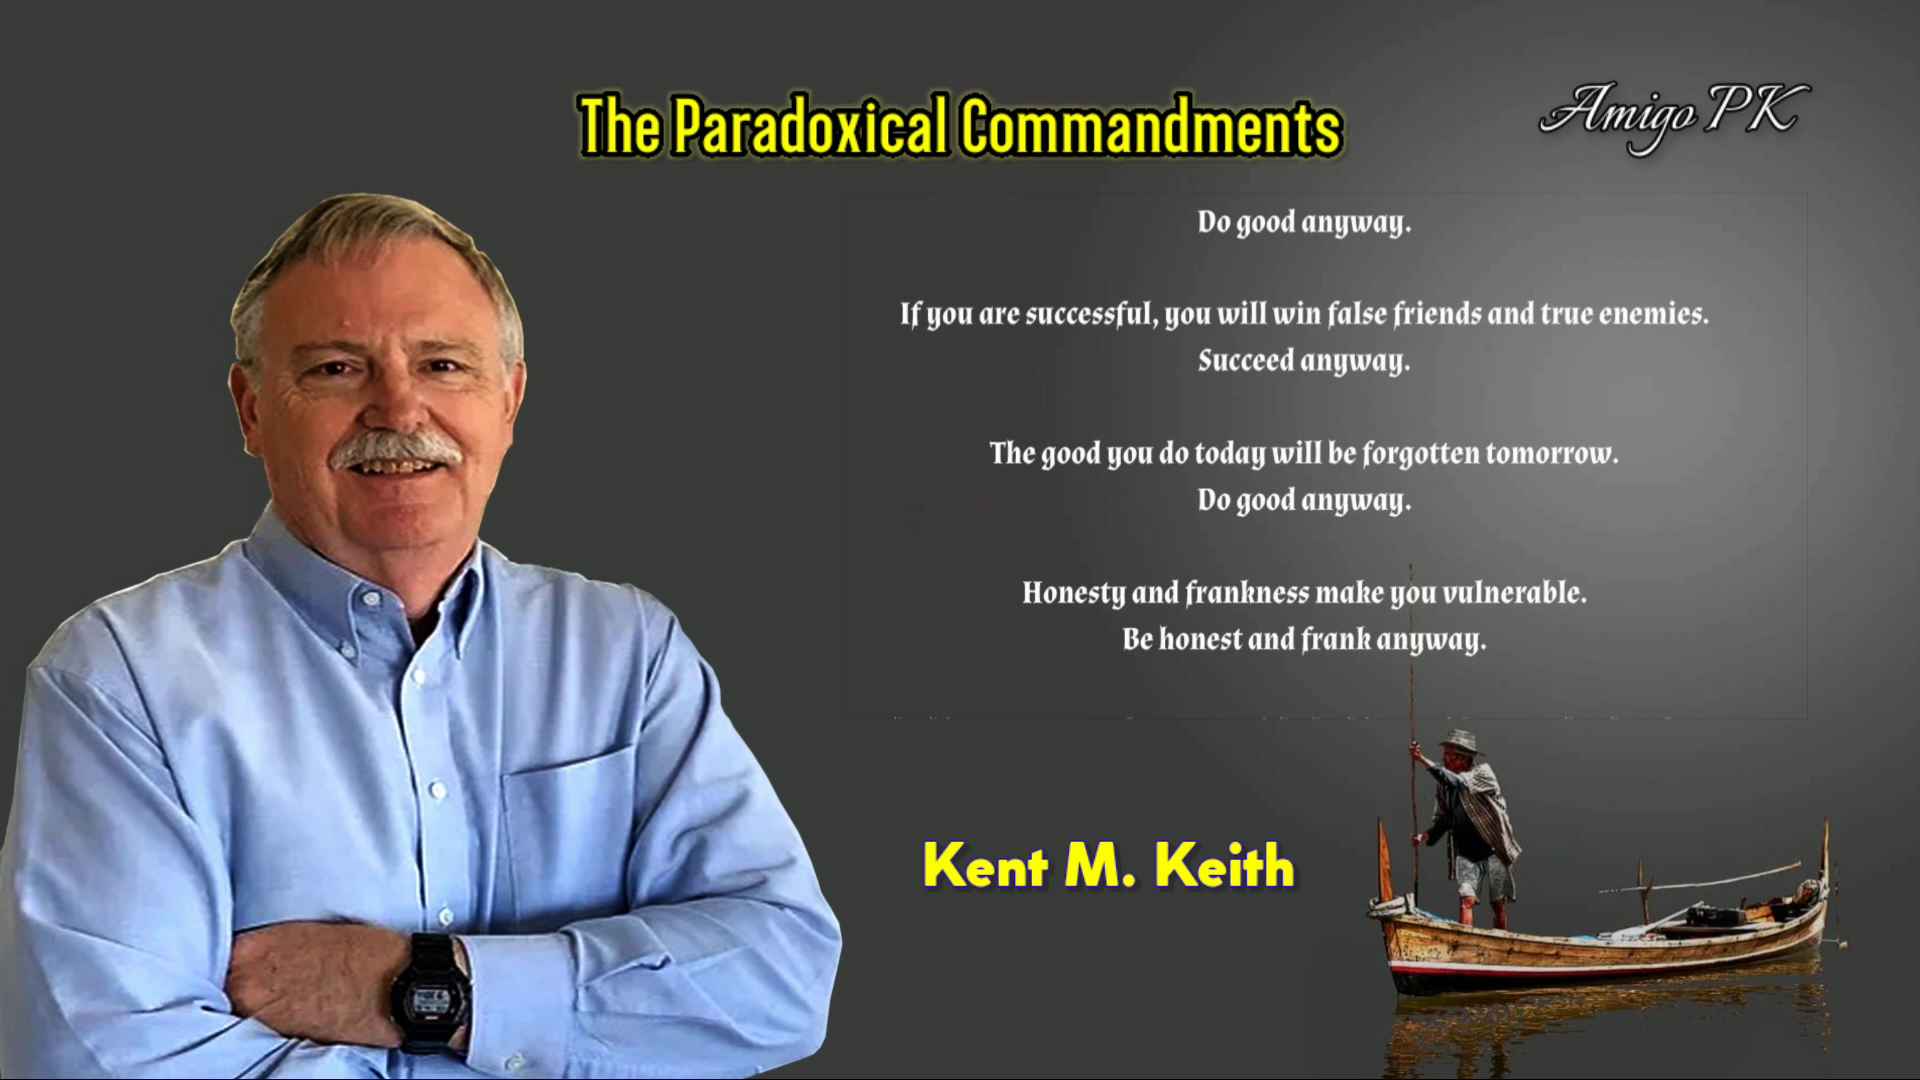 The Paradoxical Commandments
Amigo PK
Do good anyway.
If you are successful, you will win false friends and true enemies.
Succeed anyway.
The good you do today will be forgotten tomorrow.
Do good anyway.
Honesty and frankness make you vulnerable.
Be honest and frank anyway.
Kent M. Keith